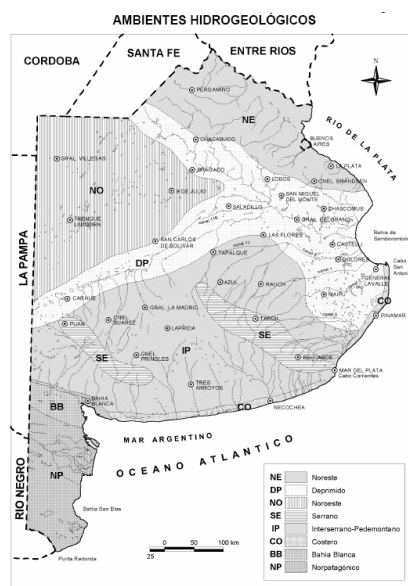 AMBIENTES HIDROGEOLÓGICOS
CORDOBA
SANTA FE
ENTRE RIOS
N
PERGAMINO
NE
RIO DE LA PLATA
CHACABUCO
BUENOS
AIRES
GRAL. VILLEGAS
BRAGADO
LA PLATA
LOBOS
CNEL. BRANDSEN
NO
9 DE JULIO
SAN MIGUEL
DEL MONTE
TRENQUE
LAUQUEN
SALADILLO
CHASCOMUS
GRAL. BELGRANO
Bahía de
Samborombón
SAN CARLOS
DE BOLIVAR
LAS FLORES
CASTELLI
LA PAMPA
DP
TAPALQUE
DOLORES
Cabo
San
Antonio
GENERAL
LAVALLE
AZUL
RAUCH
MAIPU
CO
CARHUE
GRAL. LA MADRID
PINAMAR
PUAN
CNEL.
SUAREZ
LAPRIDA
TANDIL
SE
SE
IP
CNEL.
PRINGLES
BALCARCE
MAR DEL PLATA
Cabo Corrientes
TRES
ARROYOS
BB
BAHIA
BLANCA
CO
NECOCHEA
MAR ARGENTINO
OCEANO ATLANTICO
NP
RIO NEGRO
Bahía San Blas
Punta Redonda
25 0 50 100 km
NE Noreste
DP Deprimido
NO Noroeste
SE Serrano
IP Interserrano-Pedemontano
CO Costero
BB Bahía Blanca
NP Norpatagónico